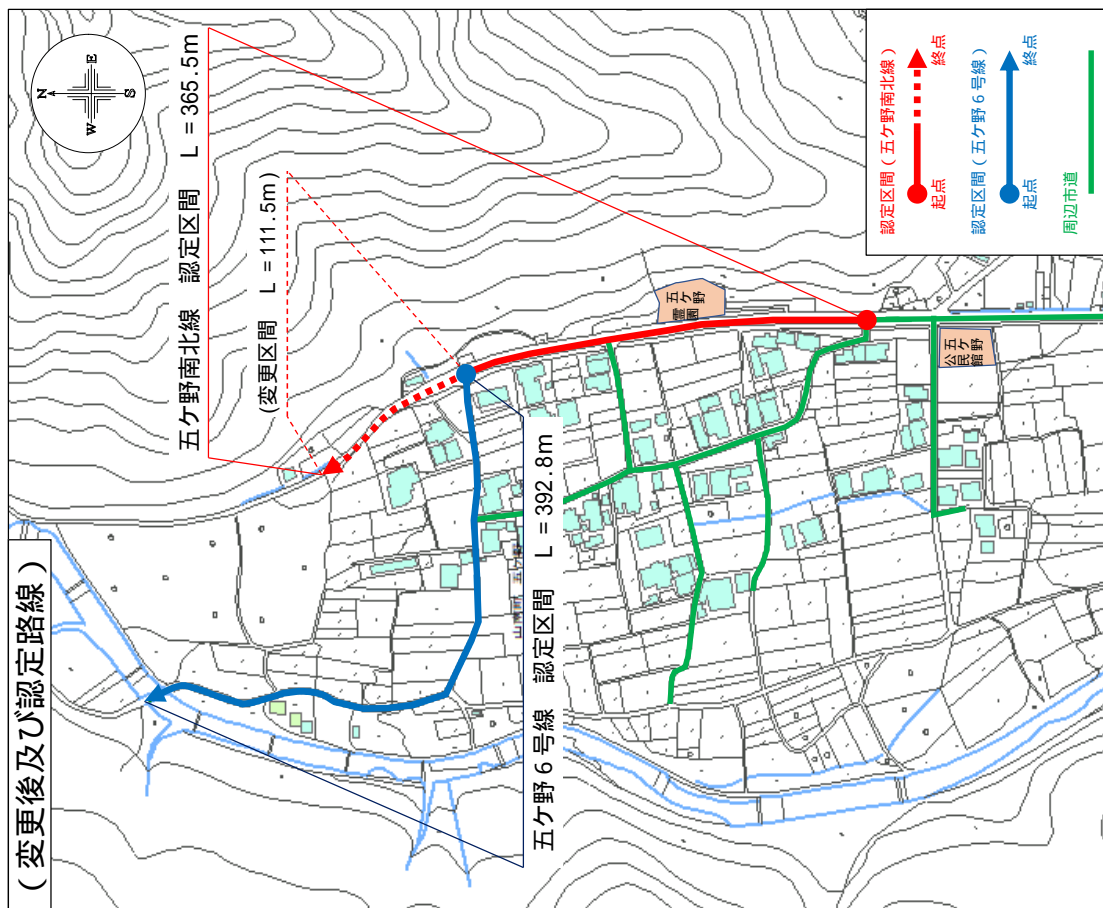 (変更後及び認定路線)
N
W
E
S
五ケ野南北線 認定区間 L=365.5m
(変更区間 L=111.5m)
五ケ野6号線 認定区間 L=392.8m
五ケ野
霊園
五ケ野
公民館
認定区間(五ケ野南北線)
起点
終点
認定区間(五ケ野6号線)
起点
終点
周辺市道